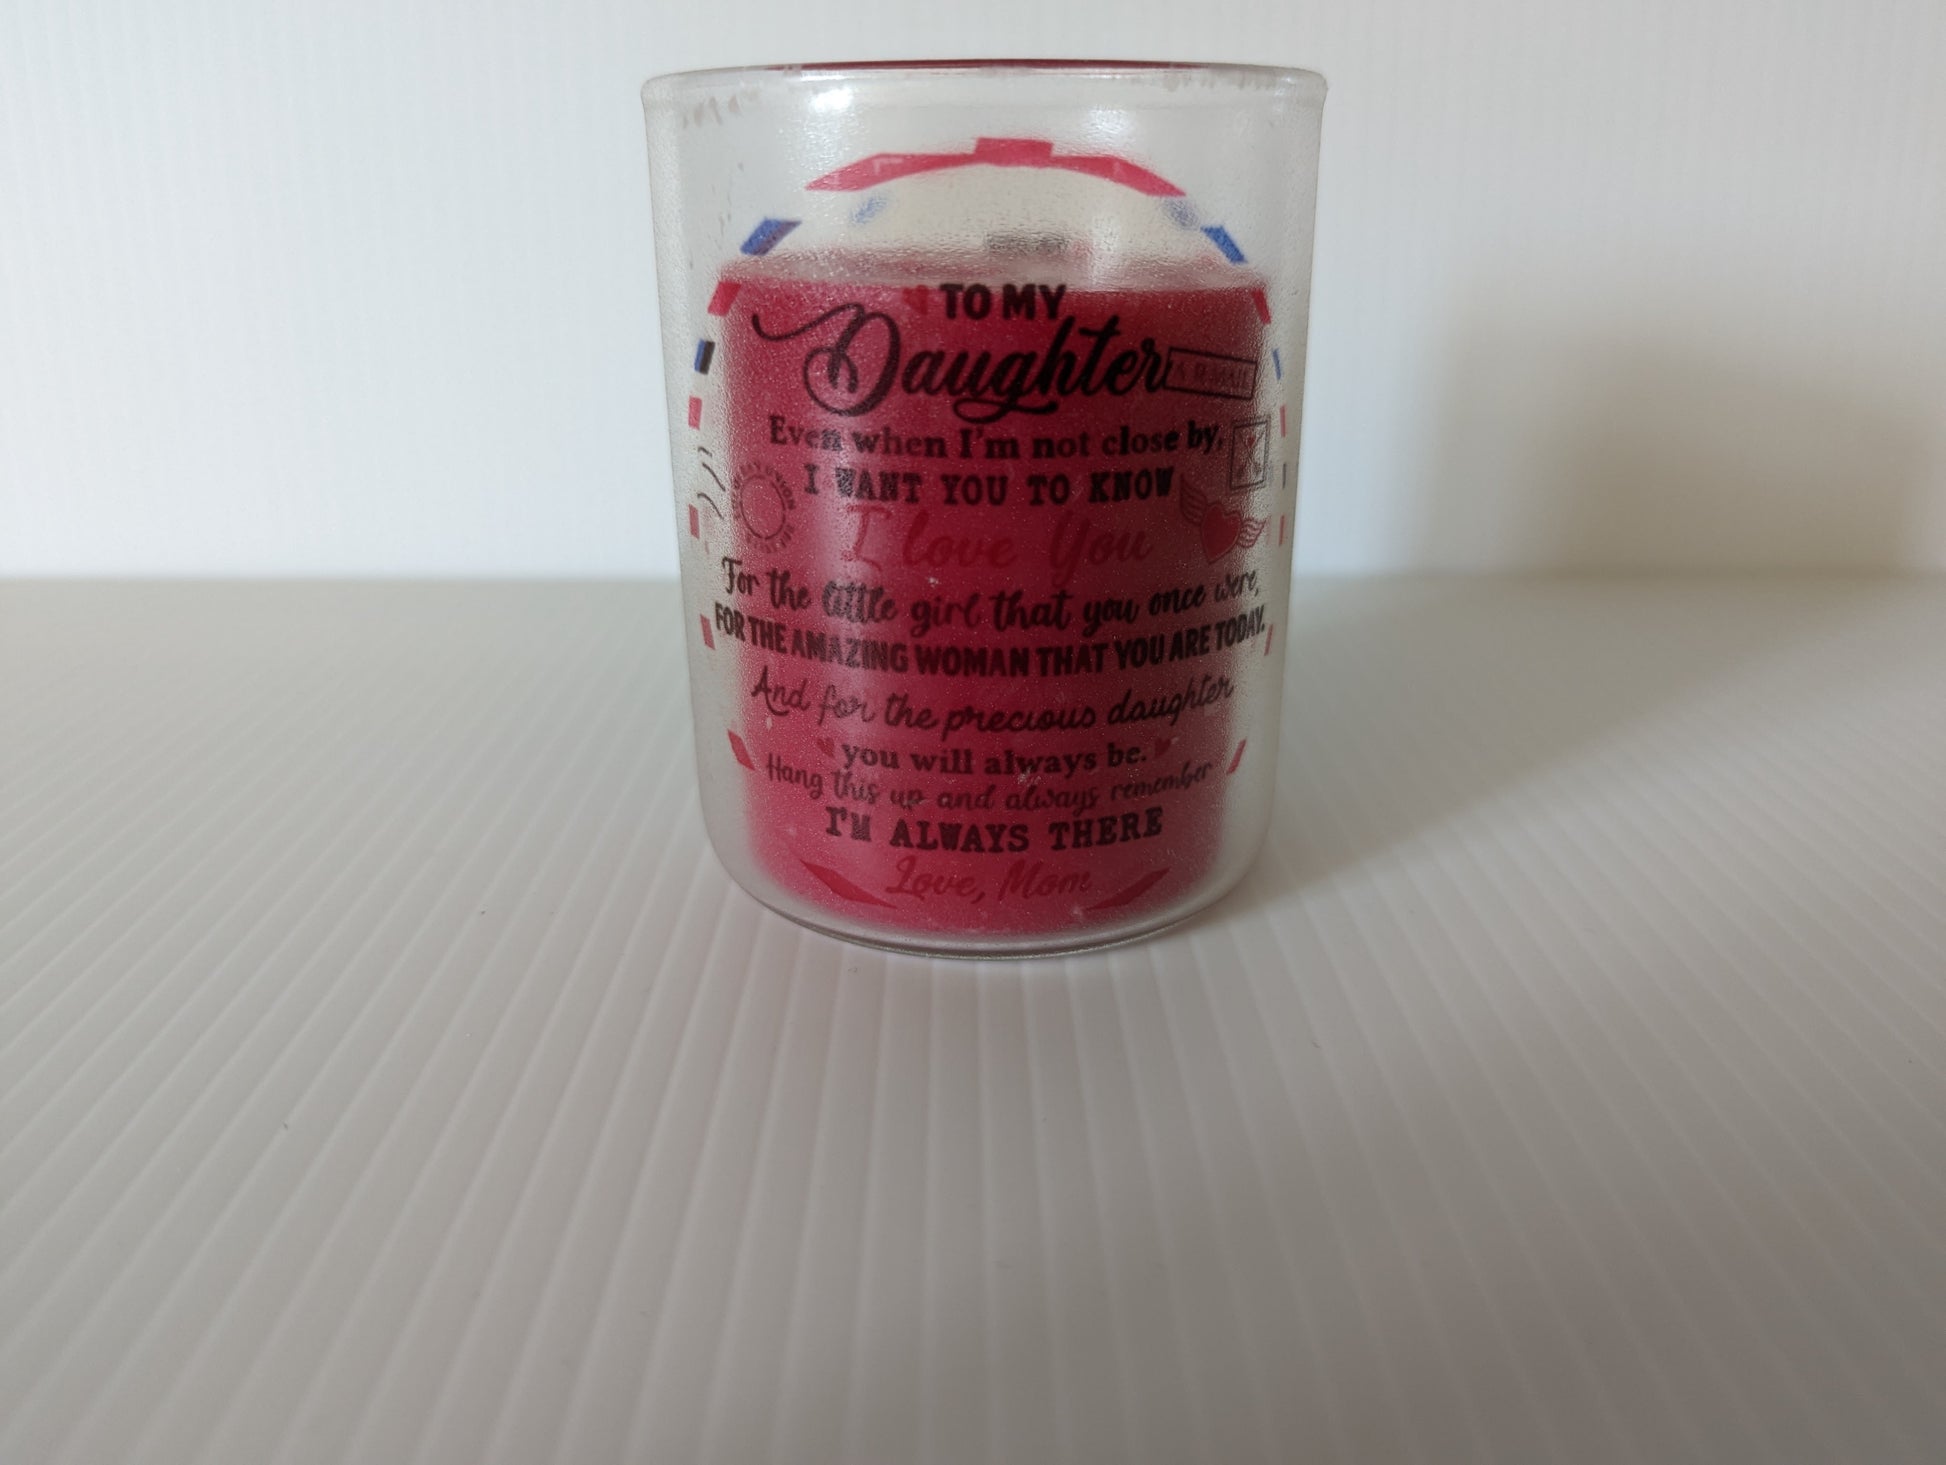 TO MY
Daughter
Even when I'm not close by,
I WANT YOU TO KNOW
I love You
For the little girl that you once were,
FOR THE AMAZING WOMAN THAT YOU ARE TODAY.
And for the precious daughter
you will always be.
Hang this up and always remember
I'M ALWAYS THERE
Love, Mom